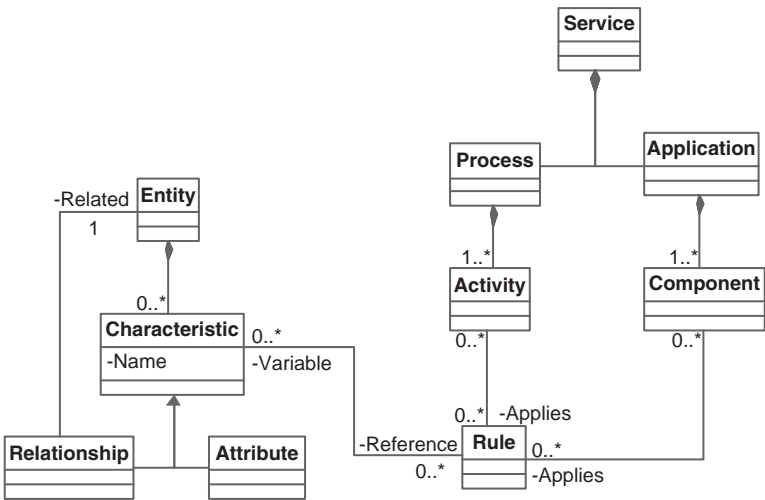 Service
Process
Application
-Related
Entity
1
1..*
1..*
Activity
Component
0..*
Characteristic
0..*
0..*
0..*
-Name
-Variable
0..*
-Applies
Relationship
Attribute
-Reference
Rule
0..*
0..*
-Applies